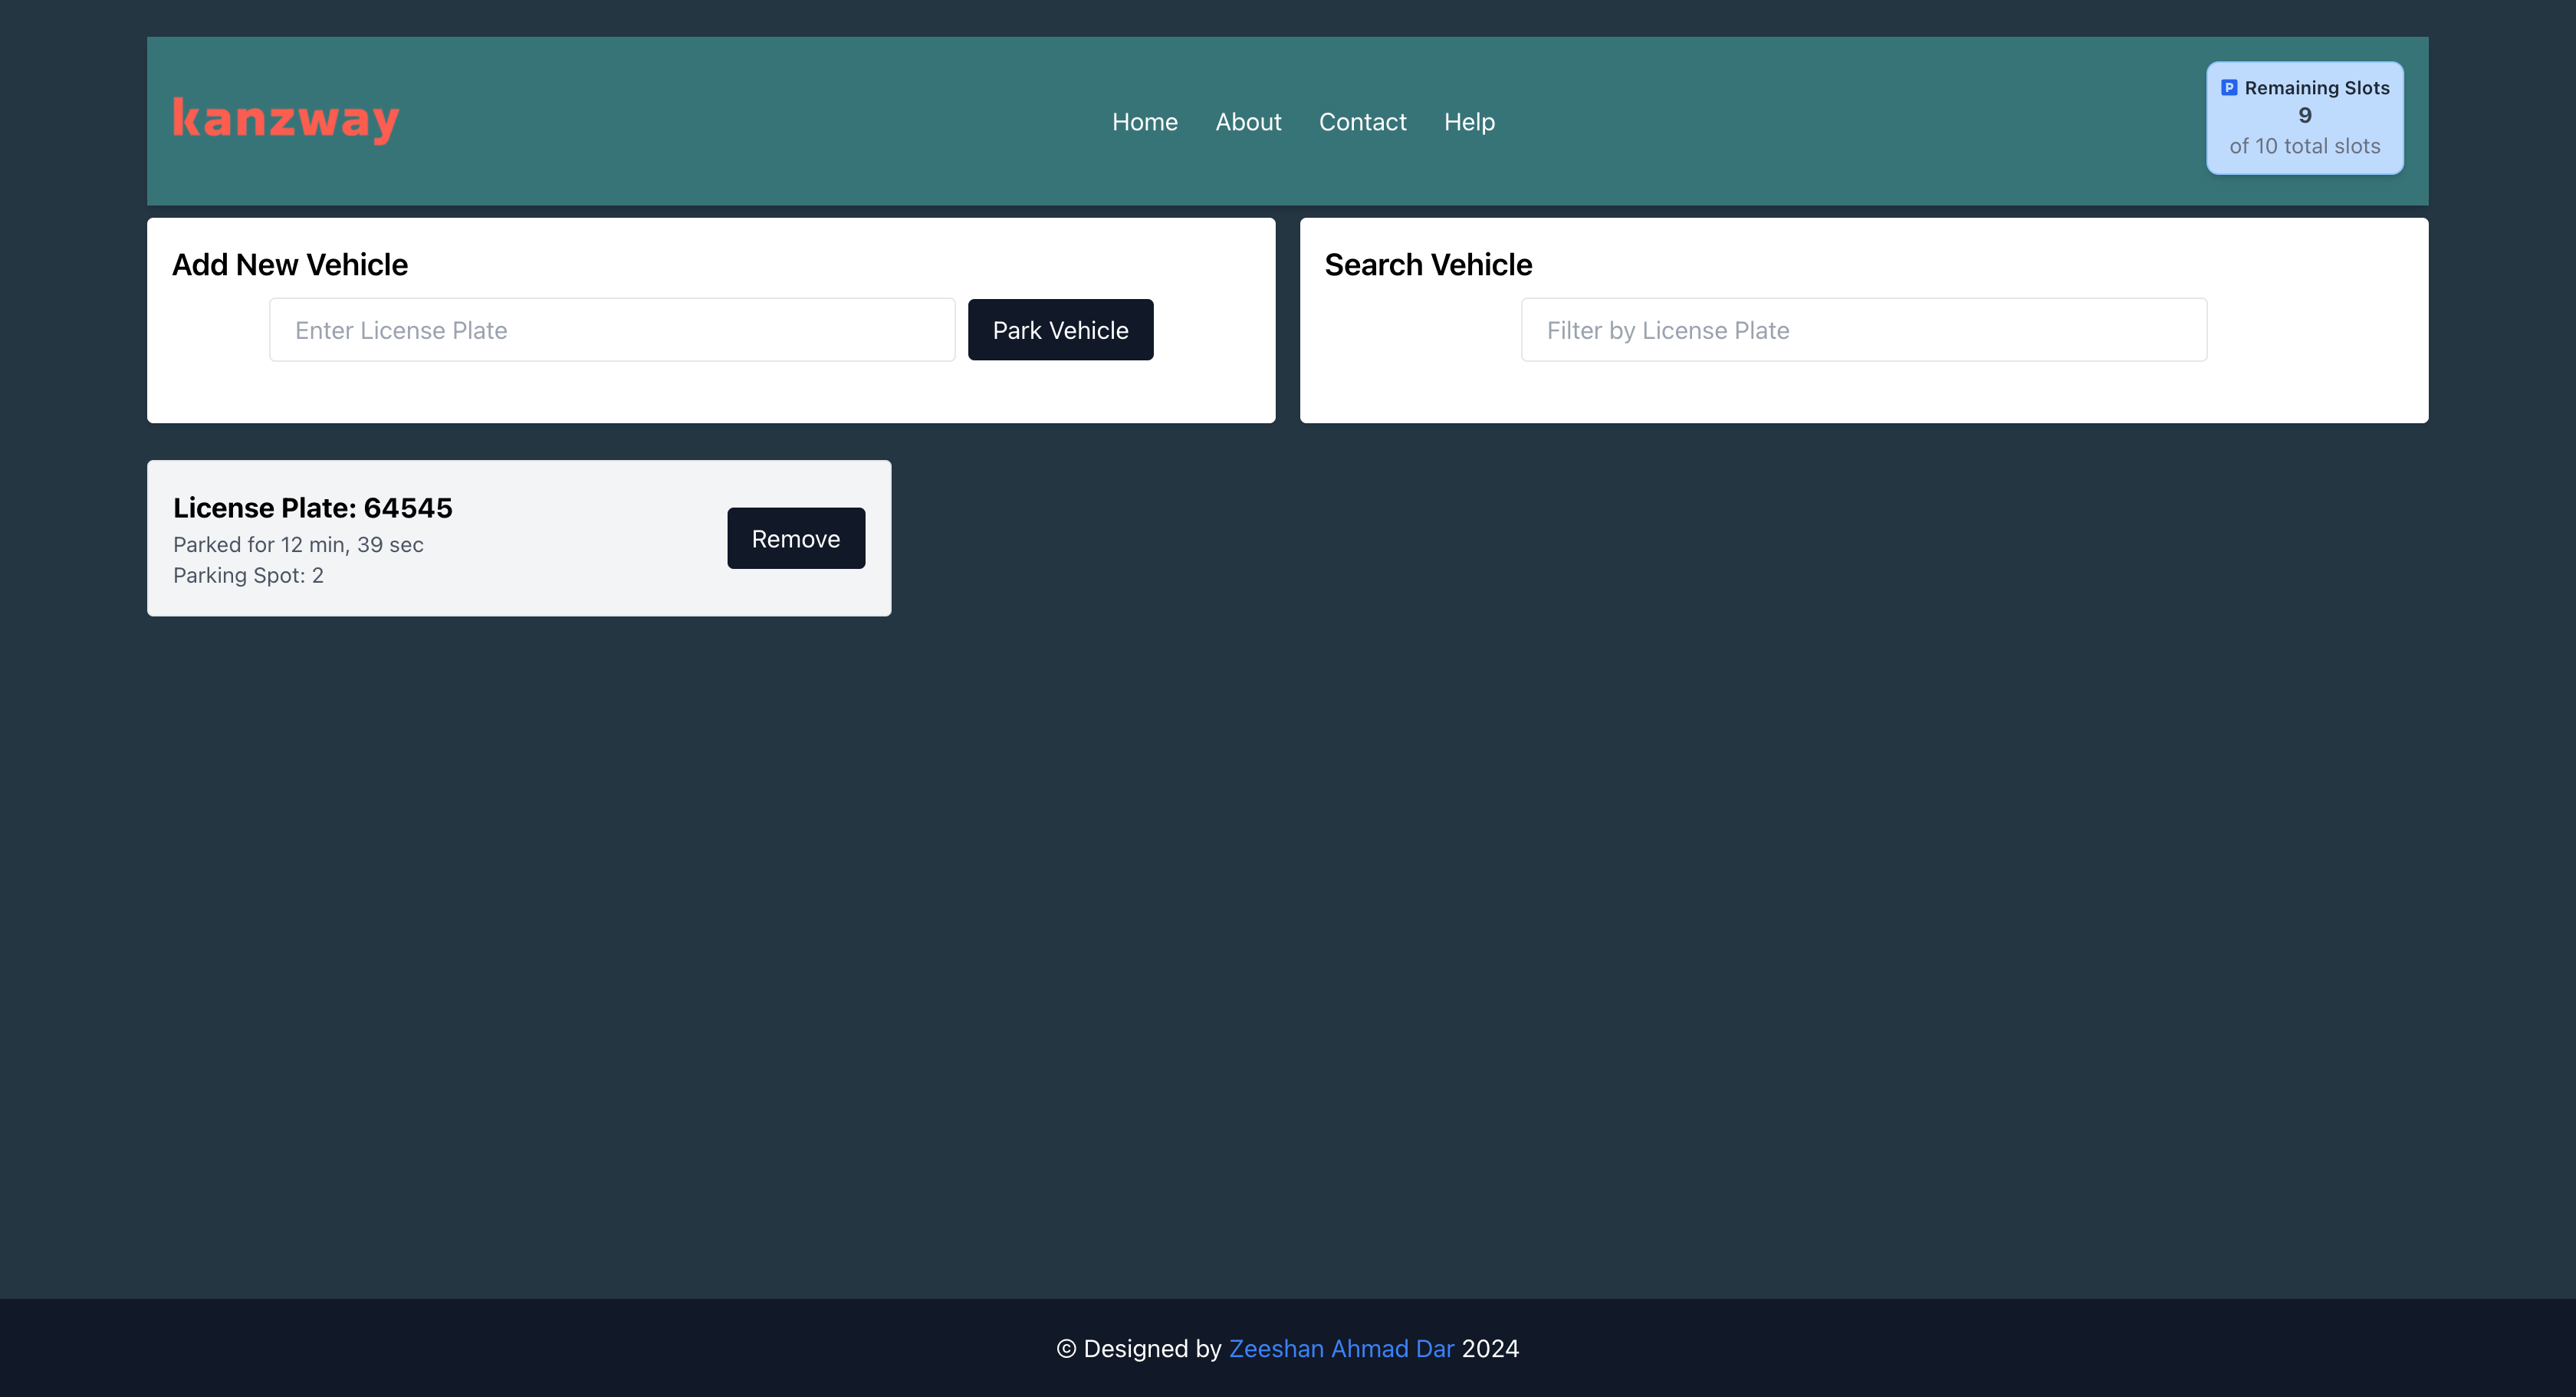 kanzway
Home About Contact Help
P Remaining Slots
9
of 10 total slots
Add New Vehicle
Enter License Plate
Park Vehicle
Search Vehicle
Filter by License Plate
License Plate: 64545
Parked for 12 min, 39 sec
Parking Spot: 2
Remove
© Designed by Zeeshan Ahmad Dar 2024